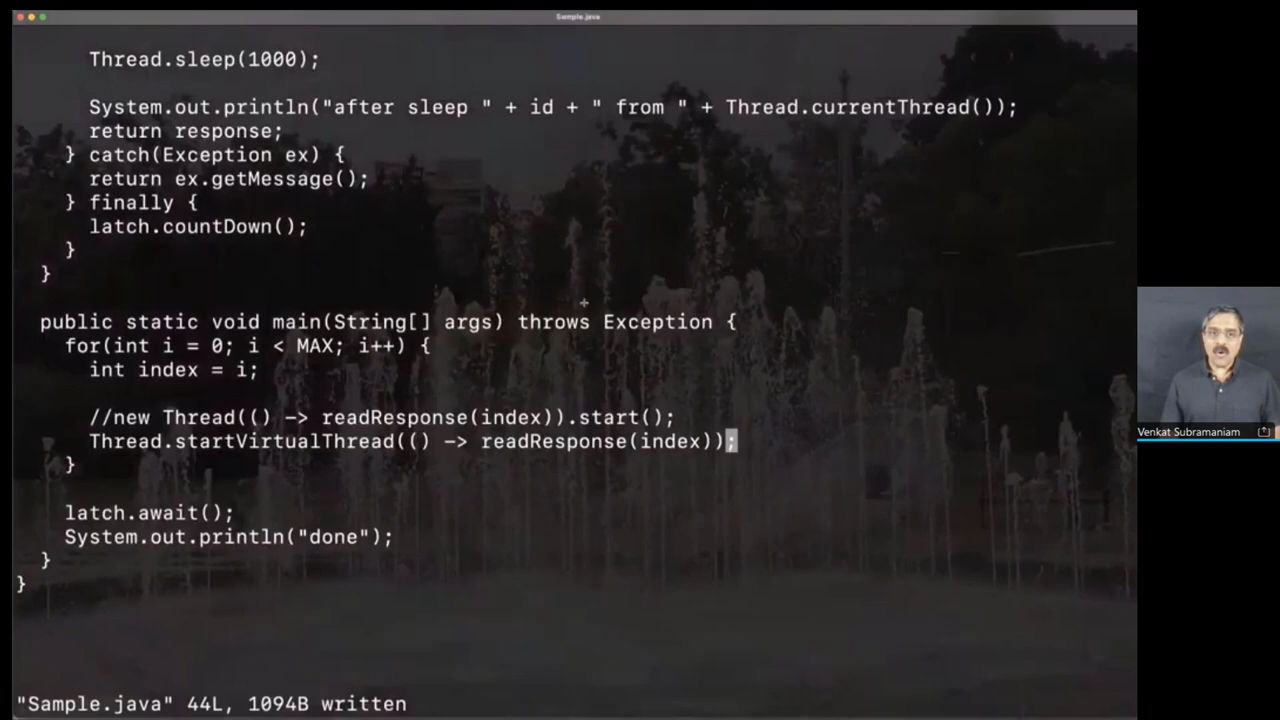 Sample.java
Thread.sleep(1000);
System.out.println("after sleep " + id + " from " + Thread.currentThread());
return response;
} catch(Exception ex) {
return ex.getMessage();
} finally {
latch.countDown();
}
}
public static void main(String[] args) throws Exception {
for(int i = 0; i < MAX; i++) {
int index = i;
//new Thread(() -> readResponse(index)).start();
Thread.startVirtualThread(() -> readResponse(index));
}
latch.await();
System.out.println("done");
}
}
"Sample.java" 44L, 1094B written
Venkat Subramaniam